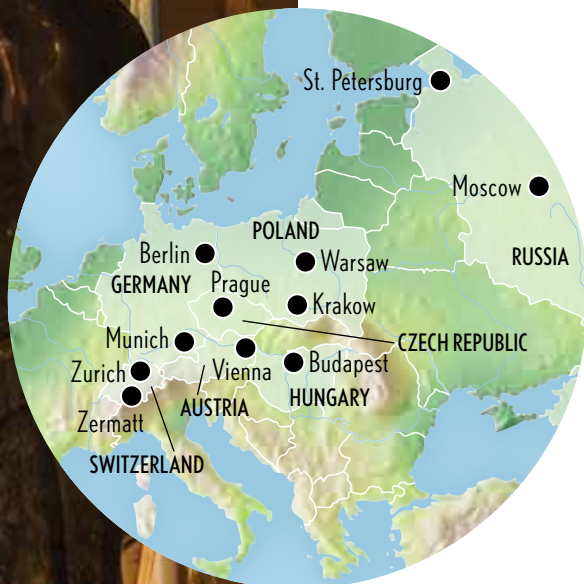 St. Petersburg
Moscow
POLAND
Berlin
Warsaw
RUSSIA
GERMANY
Prague
Krakow
Munich
CZECH REPUBLIC
Zurich
Vienna
Budapest
Zermatt
AUSTRIA
HUNGARY
SWITZERLAND